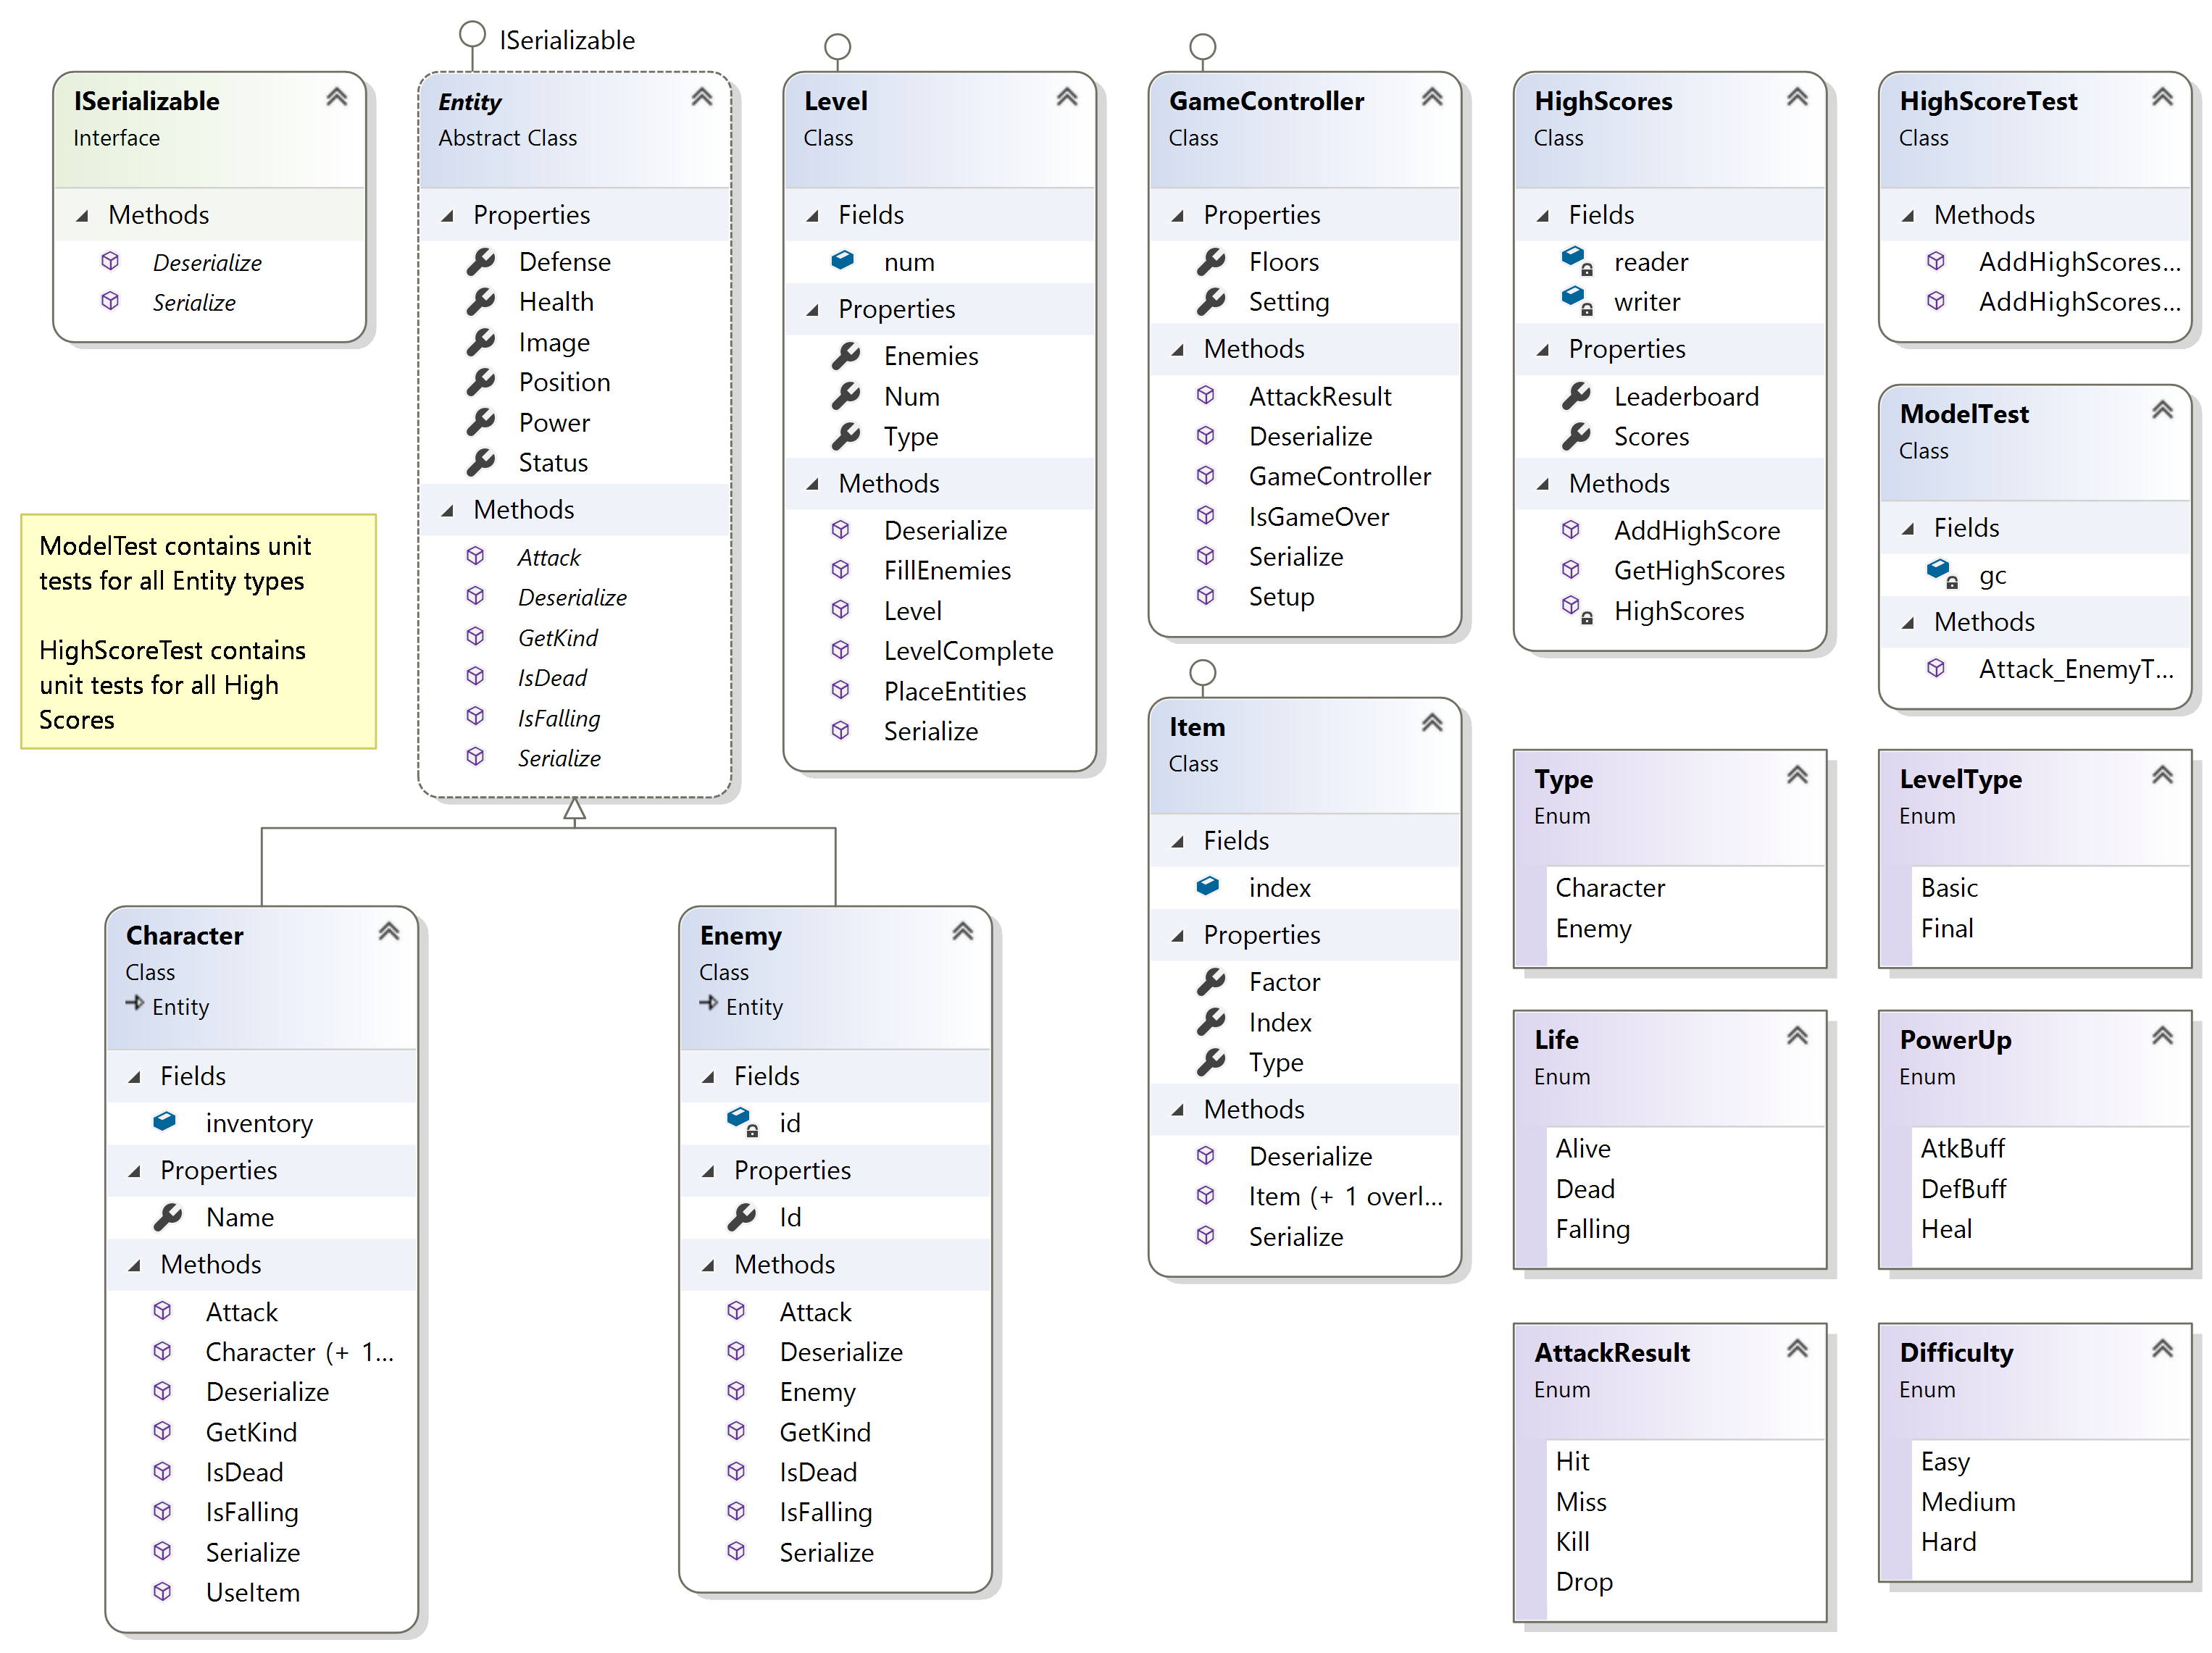 ISerializable
ISerializable
Interface
Methods
Deserialize
Serialize
ModelTest contains unit
tests for all Entity types
HighScoreTest contains
unit tests for all High
Scores
Entity
Abstract Class
Properties
Defense
Health
Image
Position
Power
Status
Methods
Attack
Deserialize
GetKind
IsDead
IsFalling
Serialize
Level
Class
Fields
num
Properties
Enemies
Num
Type
Methods
Deserialize
FillEnemies
Level
LevelComplete
PlaceEntities
Serialize
GameController
Class
Properties
Floors
Setting
Methods
AttackResult
Deserialize
GameController
IsGameOver
Serialize
Setup
HighScores
Class
Fields
reader
writer
Properties
Leaderboard
Scores
Methods
AddHighScore
GetHighScores
HighScores
HighScoreTest
Class
Methods
AddHighScores...
AddHighScores...
ModelTest
Class
Fields
gc
Methods
Attack_EnemyT...
Character
Class
Entity
Fields
inventory
Properties
Name
Methods
Attack
Character (+ 1...
Deserialize
GetKind
IsDead
IsFalling
Serialize
UseItem
Enemy
Class
Entity
Fields
id
Properties
Id
Methods
Attack
Deserialize
Enemy
GetKind
IsDead
IsFalling
Serialize
Item
Class
Fields
index
Properties
Factor
Index
Type
Methods
Deserialize
Item (+ 1 overl...
Serialize
Type
Enum
Character
Enemy
LevelType
Enum
Basic
Final
Life
Enum
Alive
Dead
Falling
PowerUp
Enum
AtkBuff
DefBuff
Heal
AttackResult
Enum
Hit
Miss
Kill
Drop
Difficulty
Enum
Easy
Medium
Hard